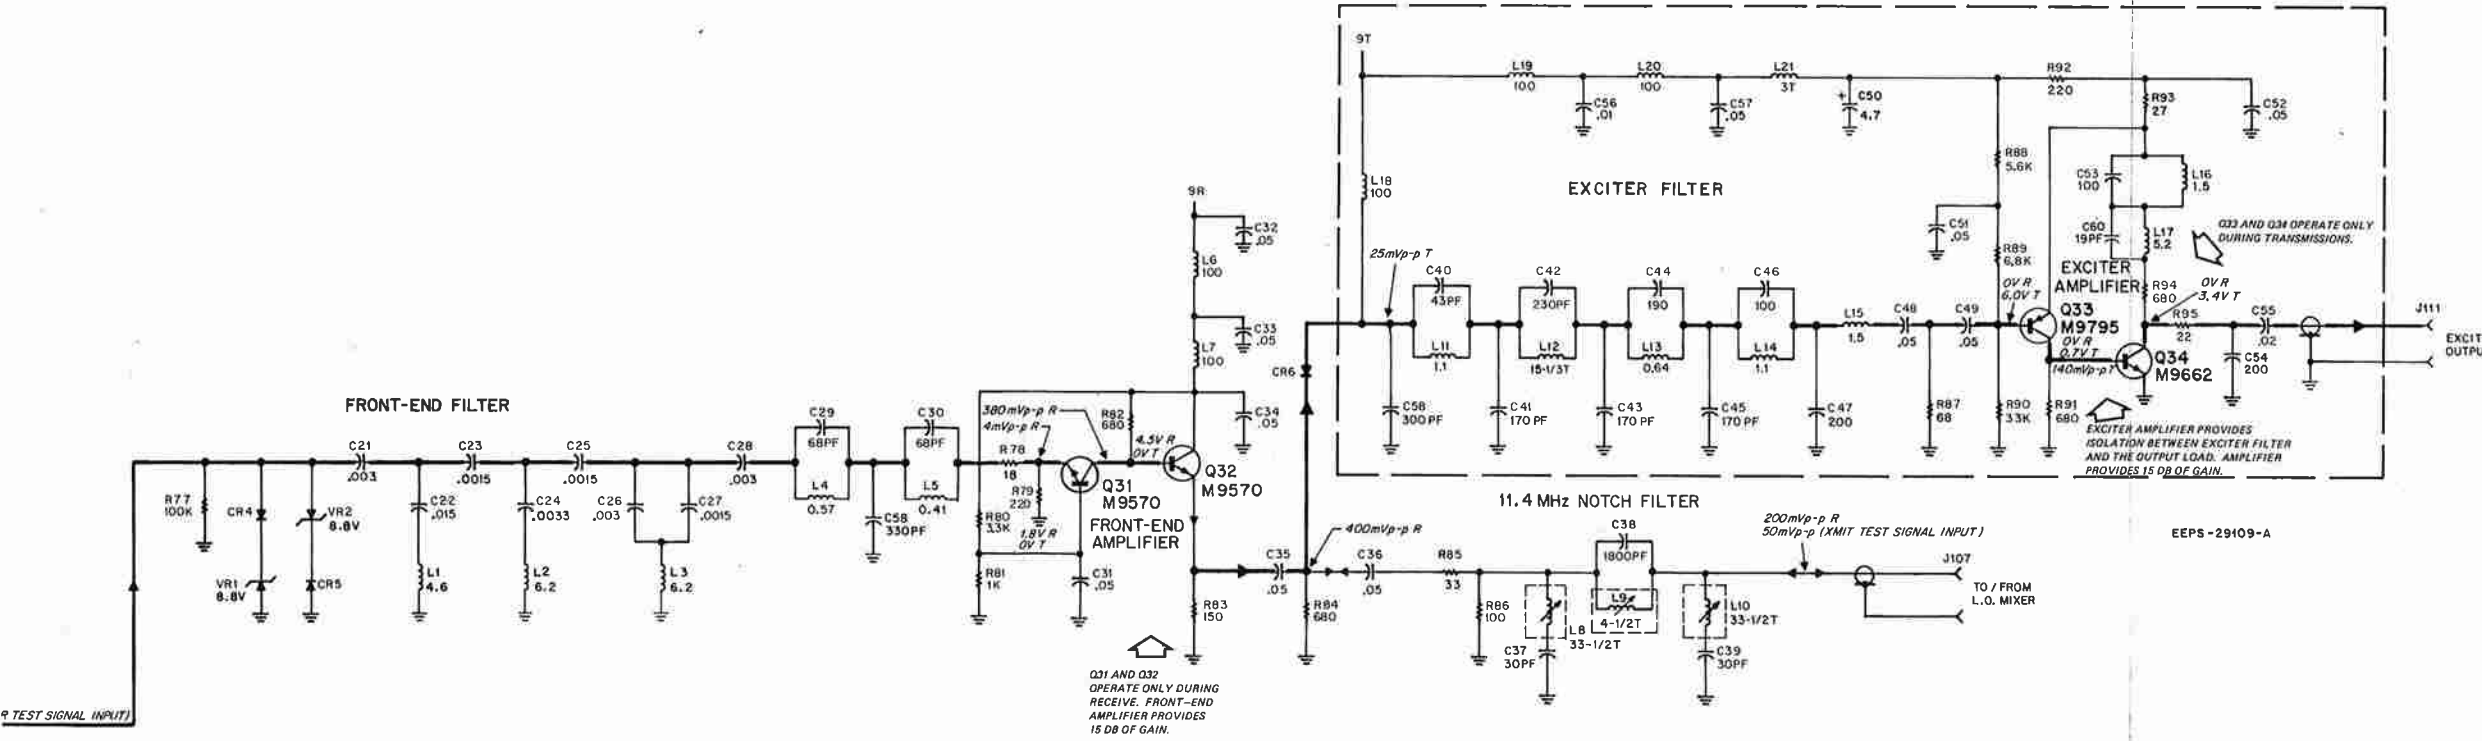 FRONT-END FILTER
R TEST SIGNAL INPUT)
R77
100K
CR4
VR1
8.8V
VR2
8.8V
CR5
C21
.003
C22
.015
L1
4.6
C23
.0015
C24
.0033
L2
6.2
C25
.0015
C26
.003
C27
.0015
L3
6.2
C28
.003
C29
68PF
L4
0.57
C58
330PF
C30
68PF
L5
0.41
380mVp-p R
4mVp-p R
R78
18
R79
220
R80
3.3K
1.8V R
0V T
R81
1K
C31
.05
Q31
M9570
FRONT-END
AMPLIFIER
R82
680
4.5V R
0V T
Q32
M9570
9R
C32
.05
L6
100
C33
.05
L7
100
C34
.05
R83
150
Q31 AND Q32
OPERATE ONLY DURING
RECEIVE. FRONT-END
AMPLIFIER PROVIDES
15 DB OF GAIN.
C35
.05
R84
680
CR6
400mVp-p R
C36
.05
R85
33
R86
100
11.4 MHz NOTCH FILTER
L8
33-1/2T
C37
30PF
C38
1800PF
L9
4-1/2T
L10
33-1/2T
C39
30PF
200mVp-p R
50mVp-p (XMIT TEST SIGNAL INPUT)
J107
TO / FROM
L.O. MIXER
EEPS-29109-A
EXCITER FILTER
9T
L18
100
L19
100
C56
.01
L20
100
C57
.05
L21
3T
+
C50
4.7
R92
220
R93
27
C52
.05
R88
5.6K
C51
.05
R89
6.8K
25mVp-p T
C58
300PF
C40
43PF
L11
1.1
C41
170 PF
C42
230PF
L12
15-1/3T
C43
170 PF
C44
190
L13
0.64
C45
170 PF
C46
100
L14
1.1
C47
200
L15
1.5
C48
.05
R87
68
C49
.05
R90
33K
0V R
6.0V T
EXCITER
AMPLIFIER
Q33
M9795
0V R
0.7V T
140mVp-p T
R91
680
C53
100
L16
1.5
C60
19PF
L17
5.2
Q33 AND Q34 OPERATE ONLY
DURING TRANSMISSIONS.
R94
680
0V R
3.4V T
Q34
M9662
R95
22
C54
200
C55
.02
J111
EXCIT
OUTPU
EXCITER AMPLIFIER PROVIDES
ISOLATION BETWEEN EXCITER FILTER
AND THE OUTPUT LOAD. AMPLIFIER
PROVIDES 15 DB OF GAIN.